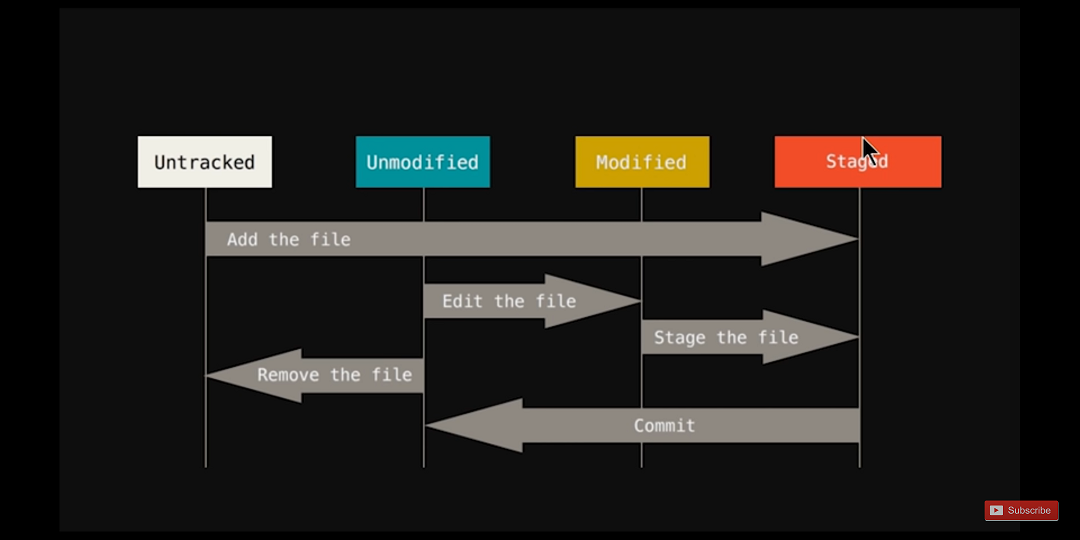 Untracked
Unmodified
Modified
Staged
Add the file
Edit the file
Stage the file
Remove the file
Commit
Subscribe